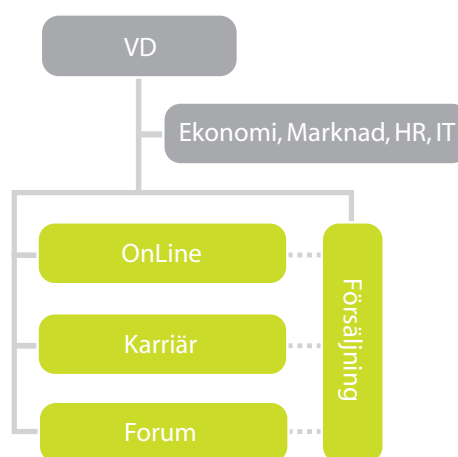 VD
Ekonomi, Marknad, HR, IT
OnLine
Försäljning
Karriär
Forum